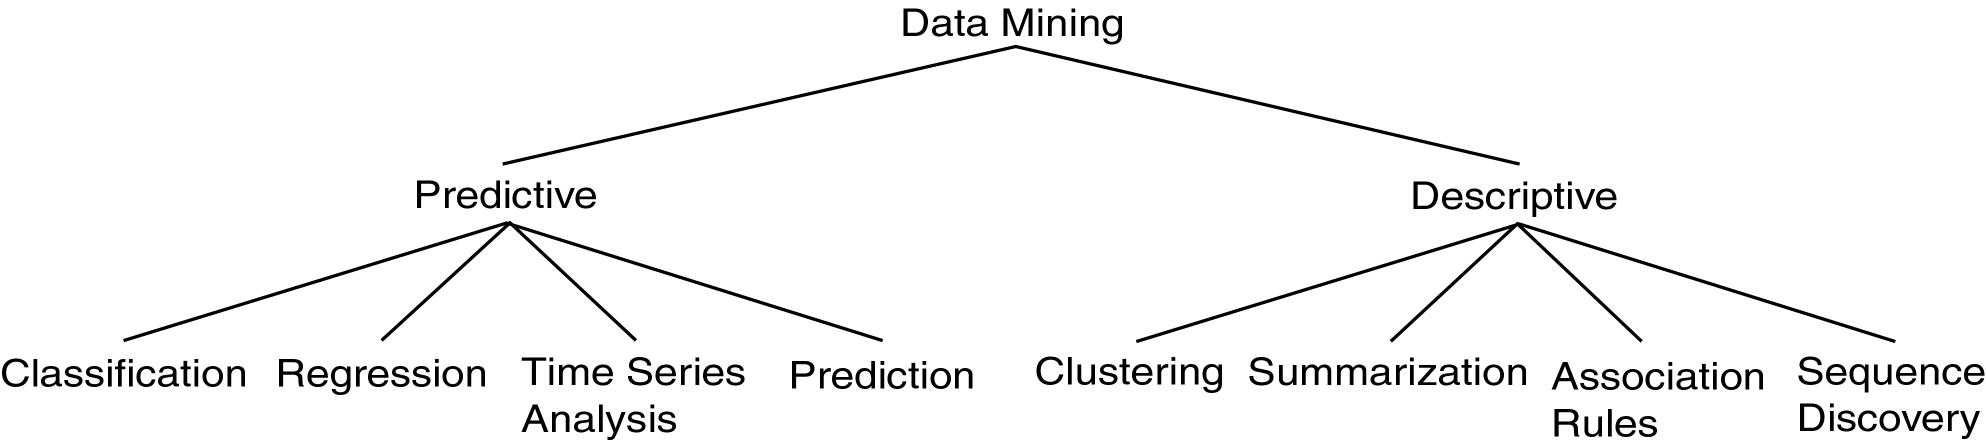 Data Mining
Predictive
Descriptive
Classification
Regression
Time Series
Analysis
Prediction
Clustering
Summarization
Association
Rules
Sequence
Discovery